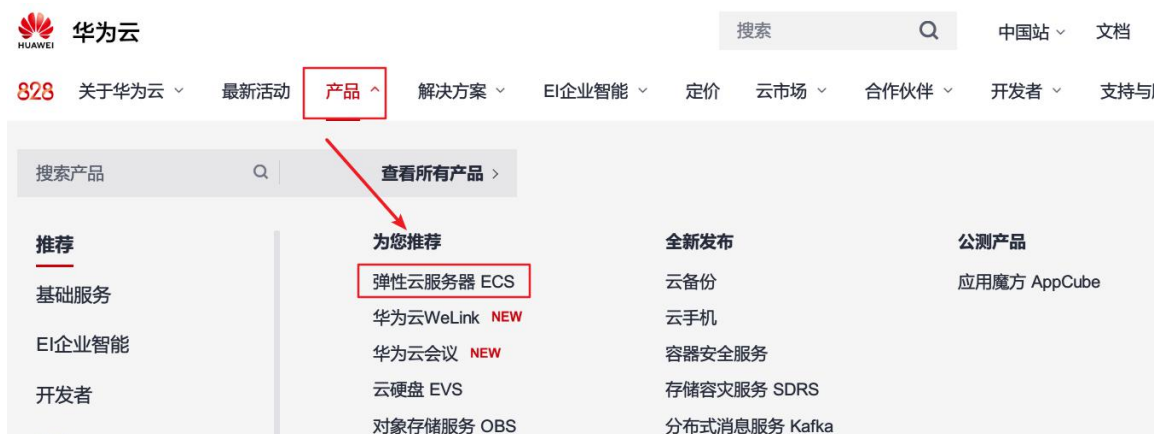 HUAWEI 华为云 搜索 中国站 文档
828 关于华为云 最新活动 产品 解决方案 EI企业智能 定价 云市场 合作伙伴 开发者 支持与
搜索产品 查看所有产品
推荐 为您推荐 全新发布 公测产品
弹性云服务器 ECS 云备份 应用魔方 AppCube
基础服务
华为云WeLink NEW 云手机
EI企业智能
华为云会议 NEW 容器安全服务
开发者
云硬盘 EVS 存储容灾服务 SDRS
对象存储服务 OBS 分布式消息服务 Kafka